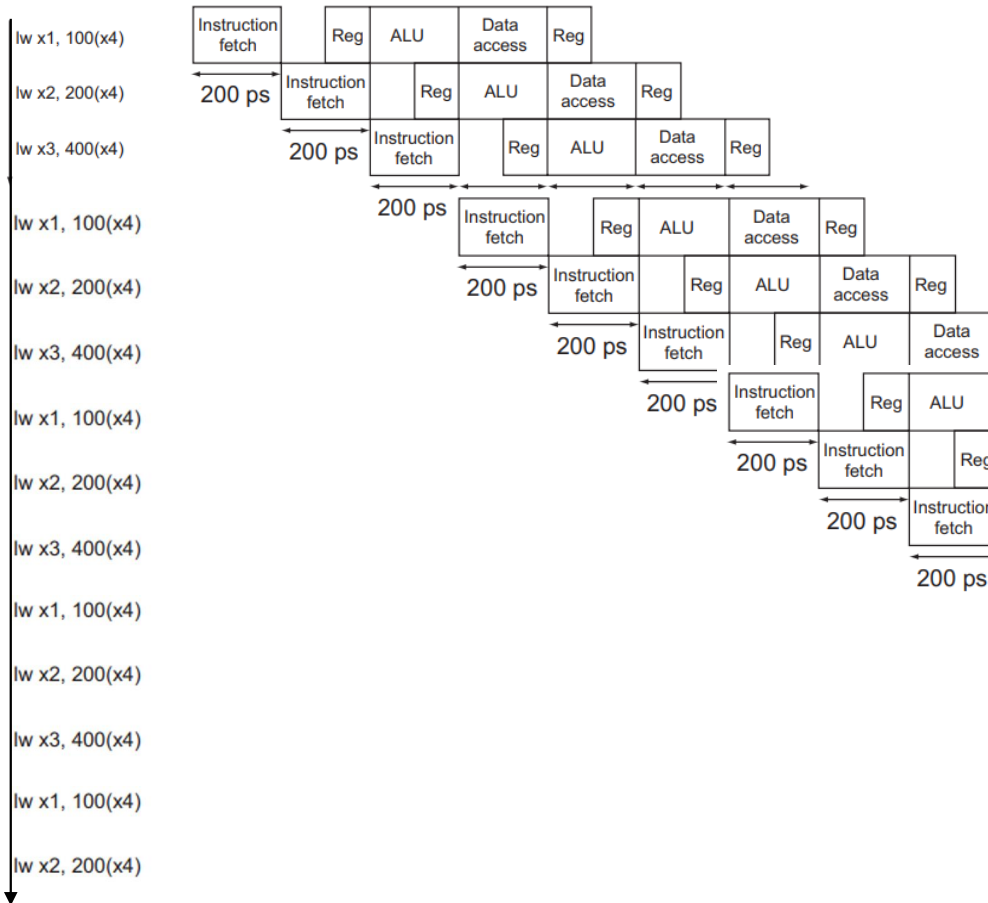 lw x1, 100(x4)
Instruction
fetch
Reg
ALU
Data
access
Reg
200 ps
lw x2, 200(x4)
Instruction
fetch
Reg
ALU
Data
access
Reg
200 ps
lw x3, 400(x4)
Instruction
fetch
Reg
ALU
Data
access
Reg
200 ps
lw x1, 100(x4)
Instruction
fetch
Reg
ALU
Data
access
Reg
200 ps
lw x2, 200(x4)
Instruction
fetch
Reg
ALU
Data
access
Reg
200 ps
lw x3, 400(x4)
Instruction
fetch
Reg
ALU
Data
access
200 ps
lw x1, 100(x4)
Instruction
fetch
Reg
ALU
200 ps
lw x2, 200(x4)
Instruction
fetch
Reg
200 ps
lw x3, 400(x4)
Instruction
fetch
200 ps
lw x1, 100(x4)
lw x2, 200(x4)
lw x3, 400(x4)
lw x1, 100(x4)
lw x2, 200(x4)